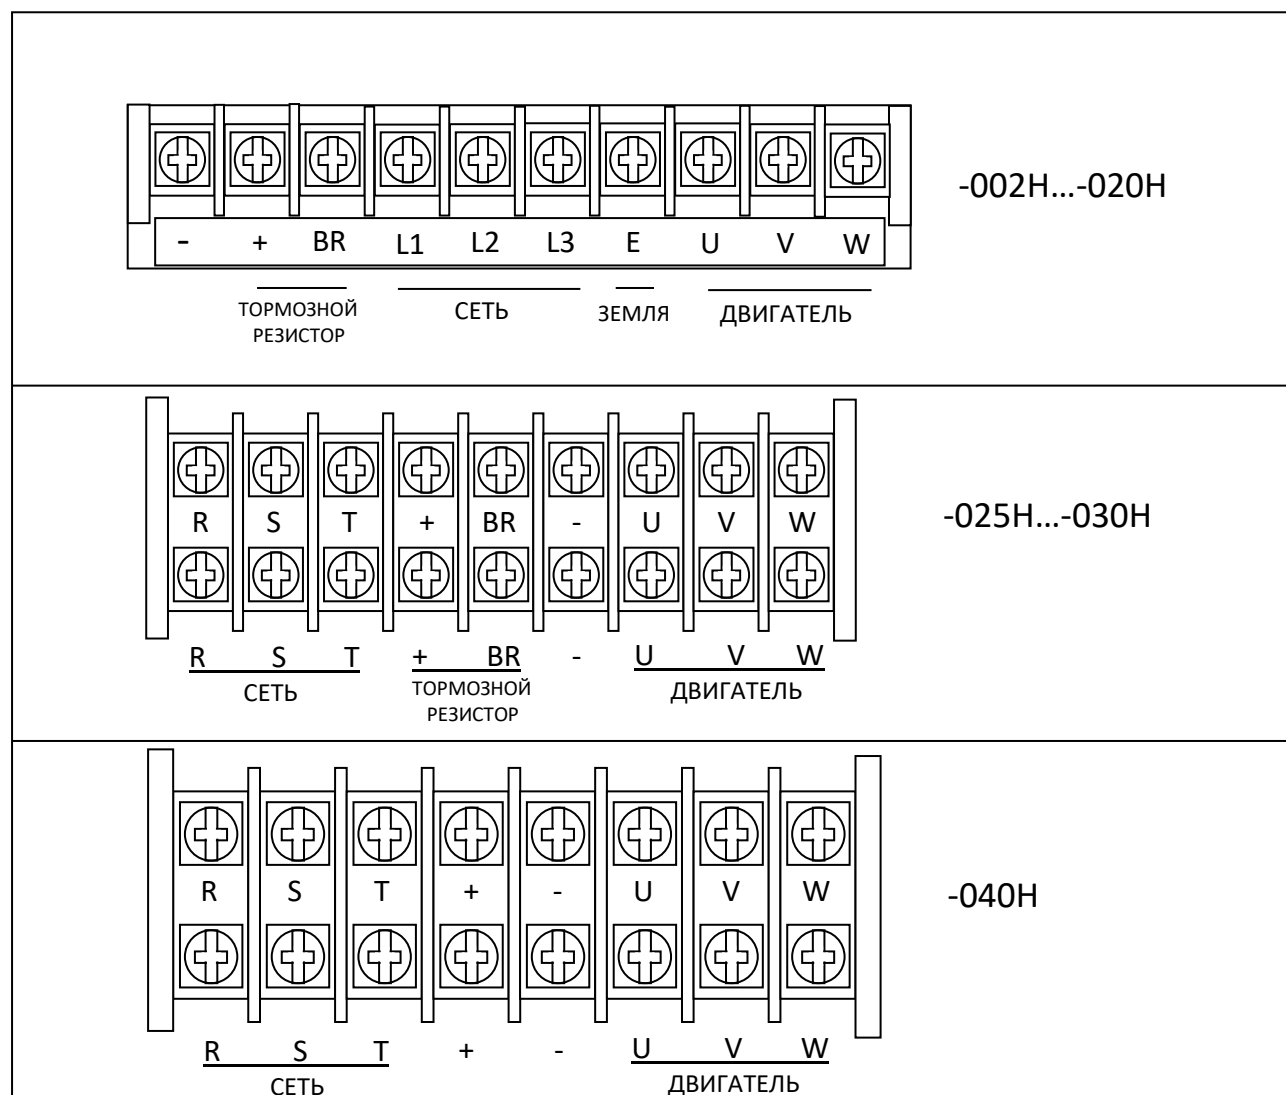 -002H...-020H
- + BR L1 L2 L3 E U V W
ТОРМОЗНОЙ РЕЗИСТОР
СЕТЬ
ЗЕМЛЯ
ДВИГАТЕЛЬ
R S T + BR - U V W
-025H...-030H
R S T + BR - U V W
СЕТЬ
ТОРМОЗНОЙ РЕЗИСТОР
ДВИГАТЕЛЬ
R S T + - U V W
-040H
R S T + - U V W
СЕТЬ
ДВИГАТЕЛЬ